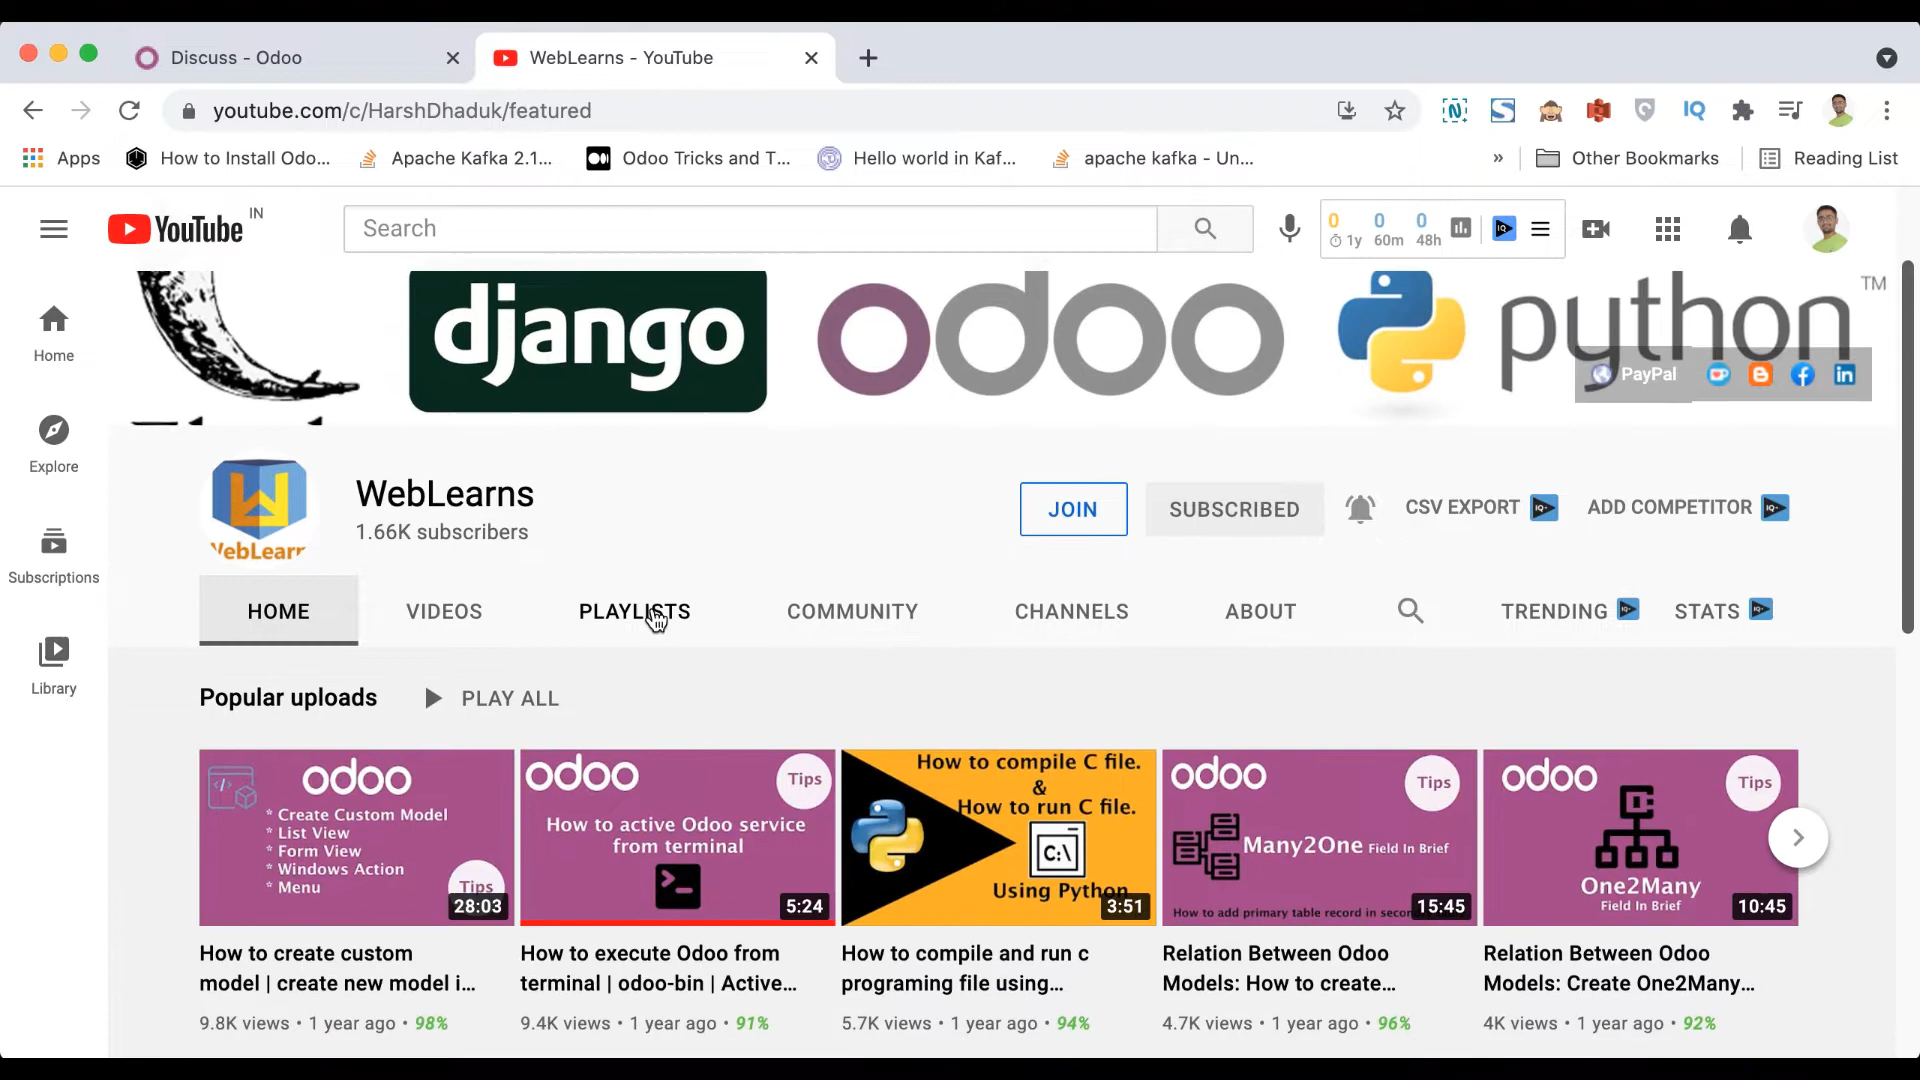 Discuss - Odoo
WebLearns - YouTube
youtube.com/c/HarshDhaduk/featured
Apps
How to Install Odo...
Apache Kafka 2.1...
Odoo Tricks and T...
Hello world in Kaf...
apache kafka - Un...
»
Other Bookmarks
Reading List
YouTube IN
Search
0 0 0
1y 60m 48h
IQ
django
odoo
python TM
PayPal
WebLearns
1.66K subscribers
JOIN
SUBSCRIBED
CSV EXPORT
ADD COMPETITOR
Home
Explore
Subscriptions
Library
HOME
VIDEOS
PLAYLISTS
COMMUNITY
CHANNELS
ABOUT
TRENDING
STATS
Popular uploads
PLAY ALL
odoo
* Create Custom Model
* List View
* Form View
* Windows Action
* Menu
Tips
28:03
odoo
Tips
How to active Odoo service
from terminal
5:24
How to compile C file.
&
How to run C file.
C:\
Using Python
3:51
odoo
Tips
Many2One Field In Brief
How to add primary table record in
15:45
odoo
Tips
One2Many
Field In Brief
10:45
How to create custom
model | create new model i...
9.8K views • 1 year ago • 98%
How to execute Odoo from
terminal | odoo-bin | Active...
9.4K views • 1 year ago • 91%
How to compile and run c
programing file using...
5.7K views • 1 year ago • 94%
Relation Between Odoo
Models: How to create...
4.7K views • 1 year ago • 96%
Relation Between Odoo
Models: Create One2Many...
4K views • 1 year ago • 92%